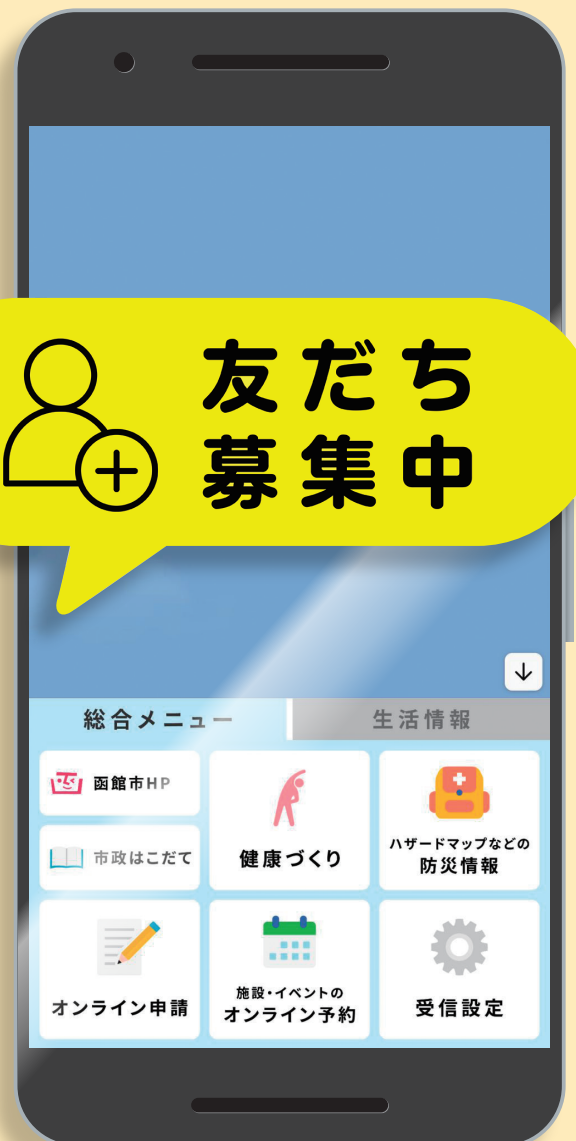 友だち
募集中
総合メニュー
生活情報
函館市HP
市政はこだて
健康づくり
ハザードマップなどの
防災情報
オンライン申請
施設・イベントの
オンライン予約
受信設定